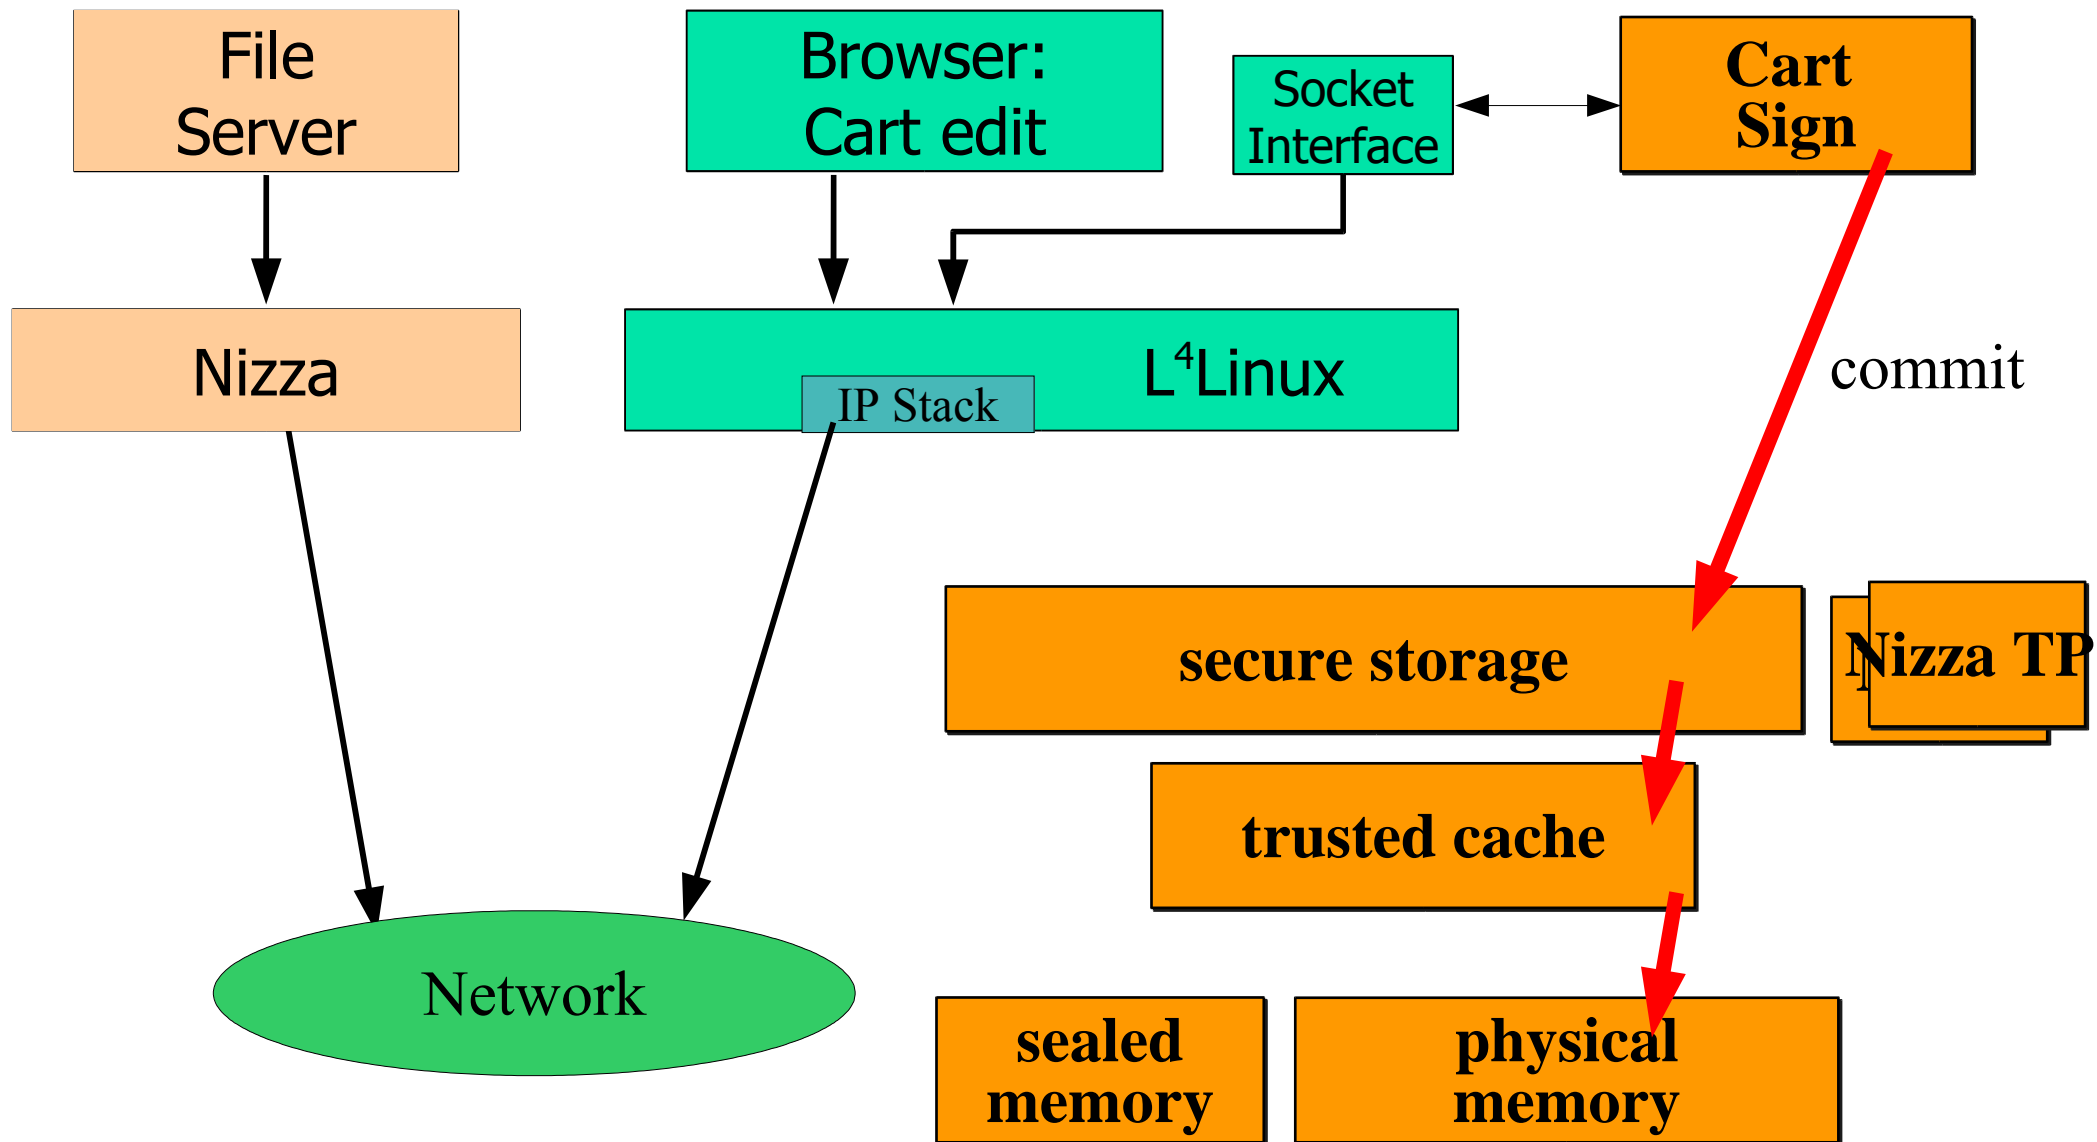 File
Server
Browser:
Cart edit
Socket
Interface
Cart
Sign
Nizza
L⁴Linux
IP Stack
commit
secure storage
Nizza TP
trusted cache
Network
sealed
memory
physical
memory